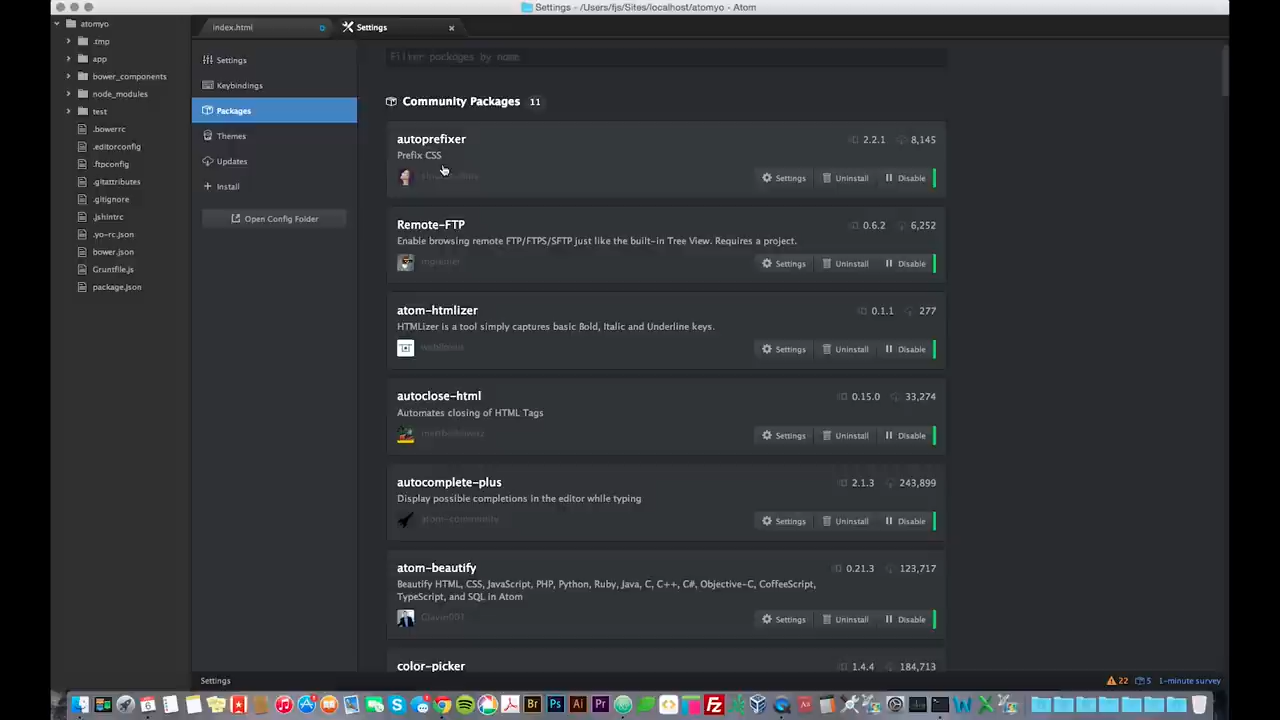 Settings - /Users/fjs/Sites/localhost/atomyo - Atom
atomyo
.tmp
app
bower_components
node_modules
test
.bowerrc
.editorconfig
.ftpconfig
.gitattributes
.gitignore
.jshintrc
.yo-rc.json
bower.json
Gruntfile.js
package.json
index.html
Settings
Settings
Keybindings
Packages
Themes
Updates
Install
Open Config Folder
Filter packages by name
Community Packages 11
autoprefixer 2.2.1 8,145
Prefix CSS
Settings Uninstall Disable
Remote-FTP 0.6.2 6,252
Enable browsing remote FTP/FTPS/SFTP just like the built-in Tree View. Requires a project.
Settings Uninstall Disable
atom-htmlizer 0.1.1 277
HTMLizer is a tool simply captures basic Bold, Italic and Underline keys.
Settings Uninstall Disable
autoclose-html 0.15.0 33,274
Automates closing of HTML Tags
Settings Uninstall Disable
autocomplete-plus 2.1.3 243,899
Display possible completions in the editor while typing
atom-community Settings Uninstall Disable
atom-beautify 0.21.3 123,717
Beautify HTML, CSS, JavaScript, PHP, Python, Ruby, Java, C, C++, C#, Objective-C, CoffeeScript,
TypeScript, and SQL in Atom
Glavin001 Settings Uninstall Disable
color-picker 1.4.4 184,713
Settings 22 5 1-minute survey
Br Ps Ai Pr Fz